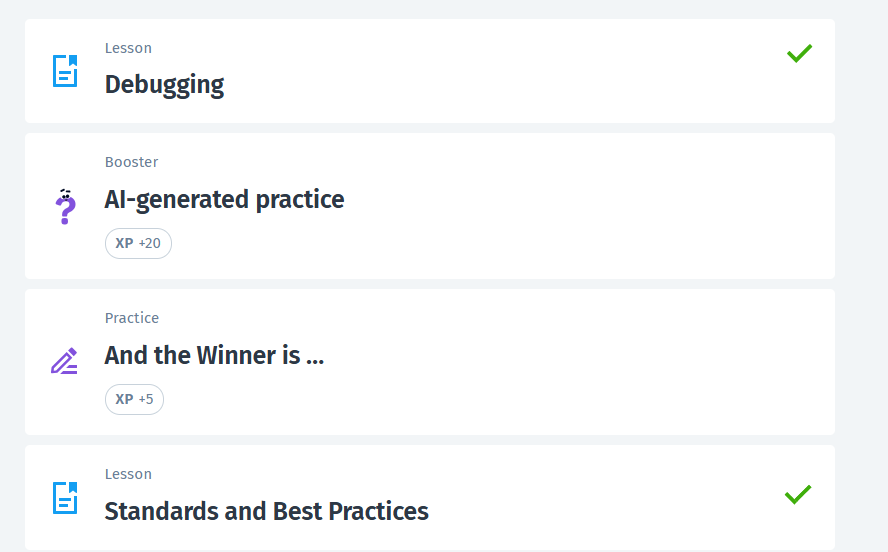 Lesson
Debugging
Booster
AI-generated practice
XP +20
Practice
And the Winner is ...
XP +5
Lesson
Standards and Best Practices